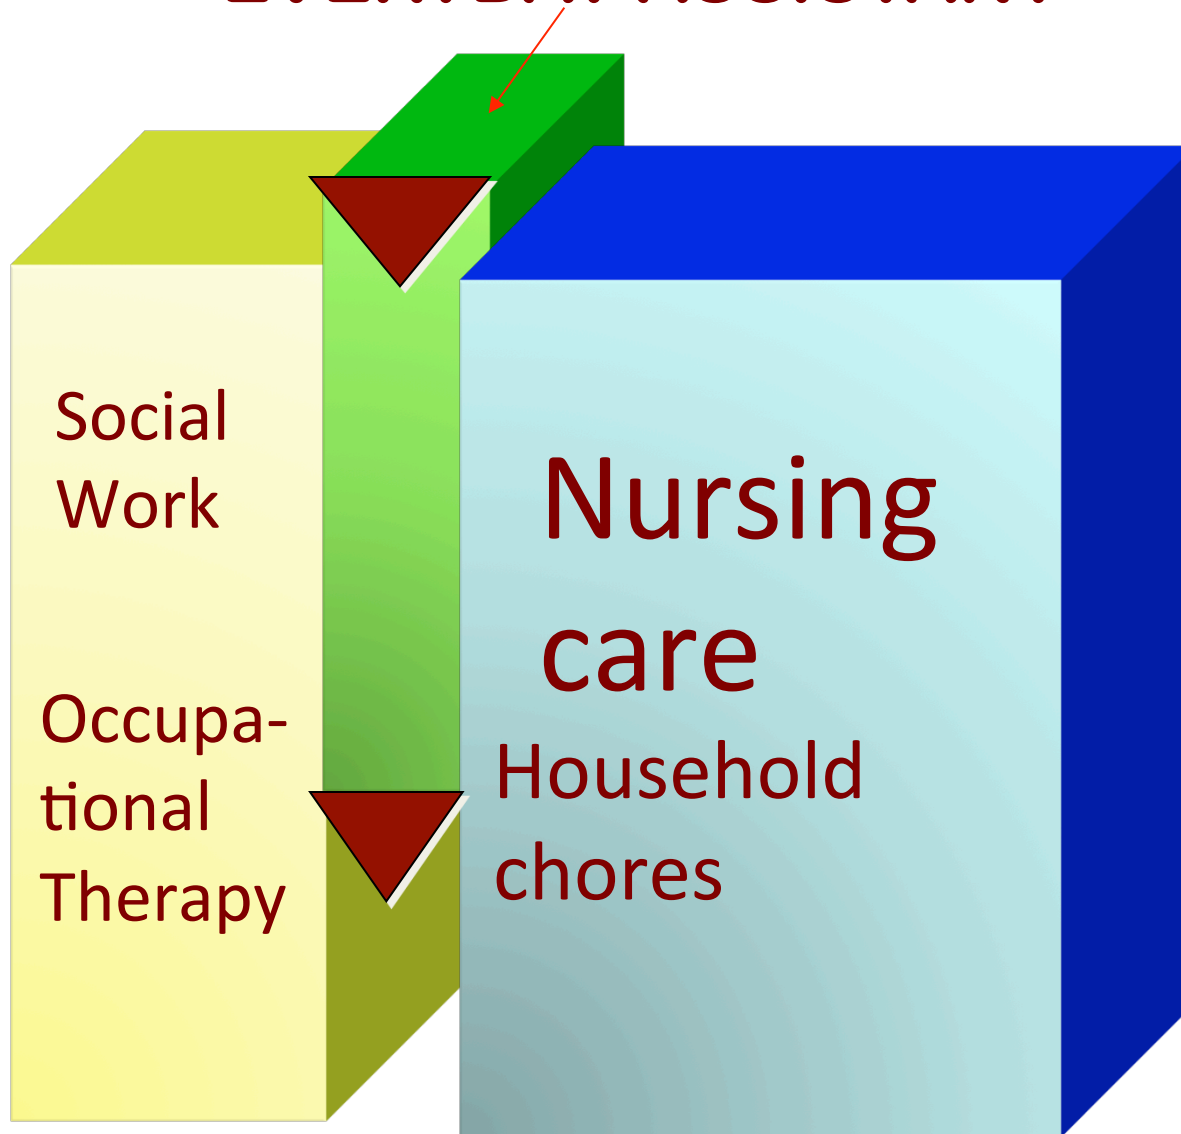 Social
Work
Occupa-
tional
Therapy
Nursing
care
Household
chores